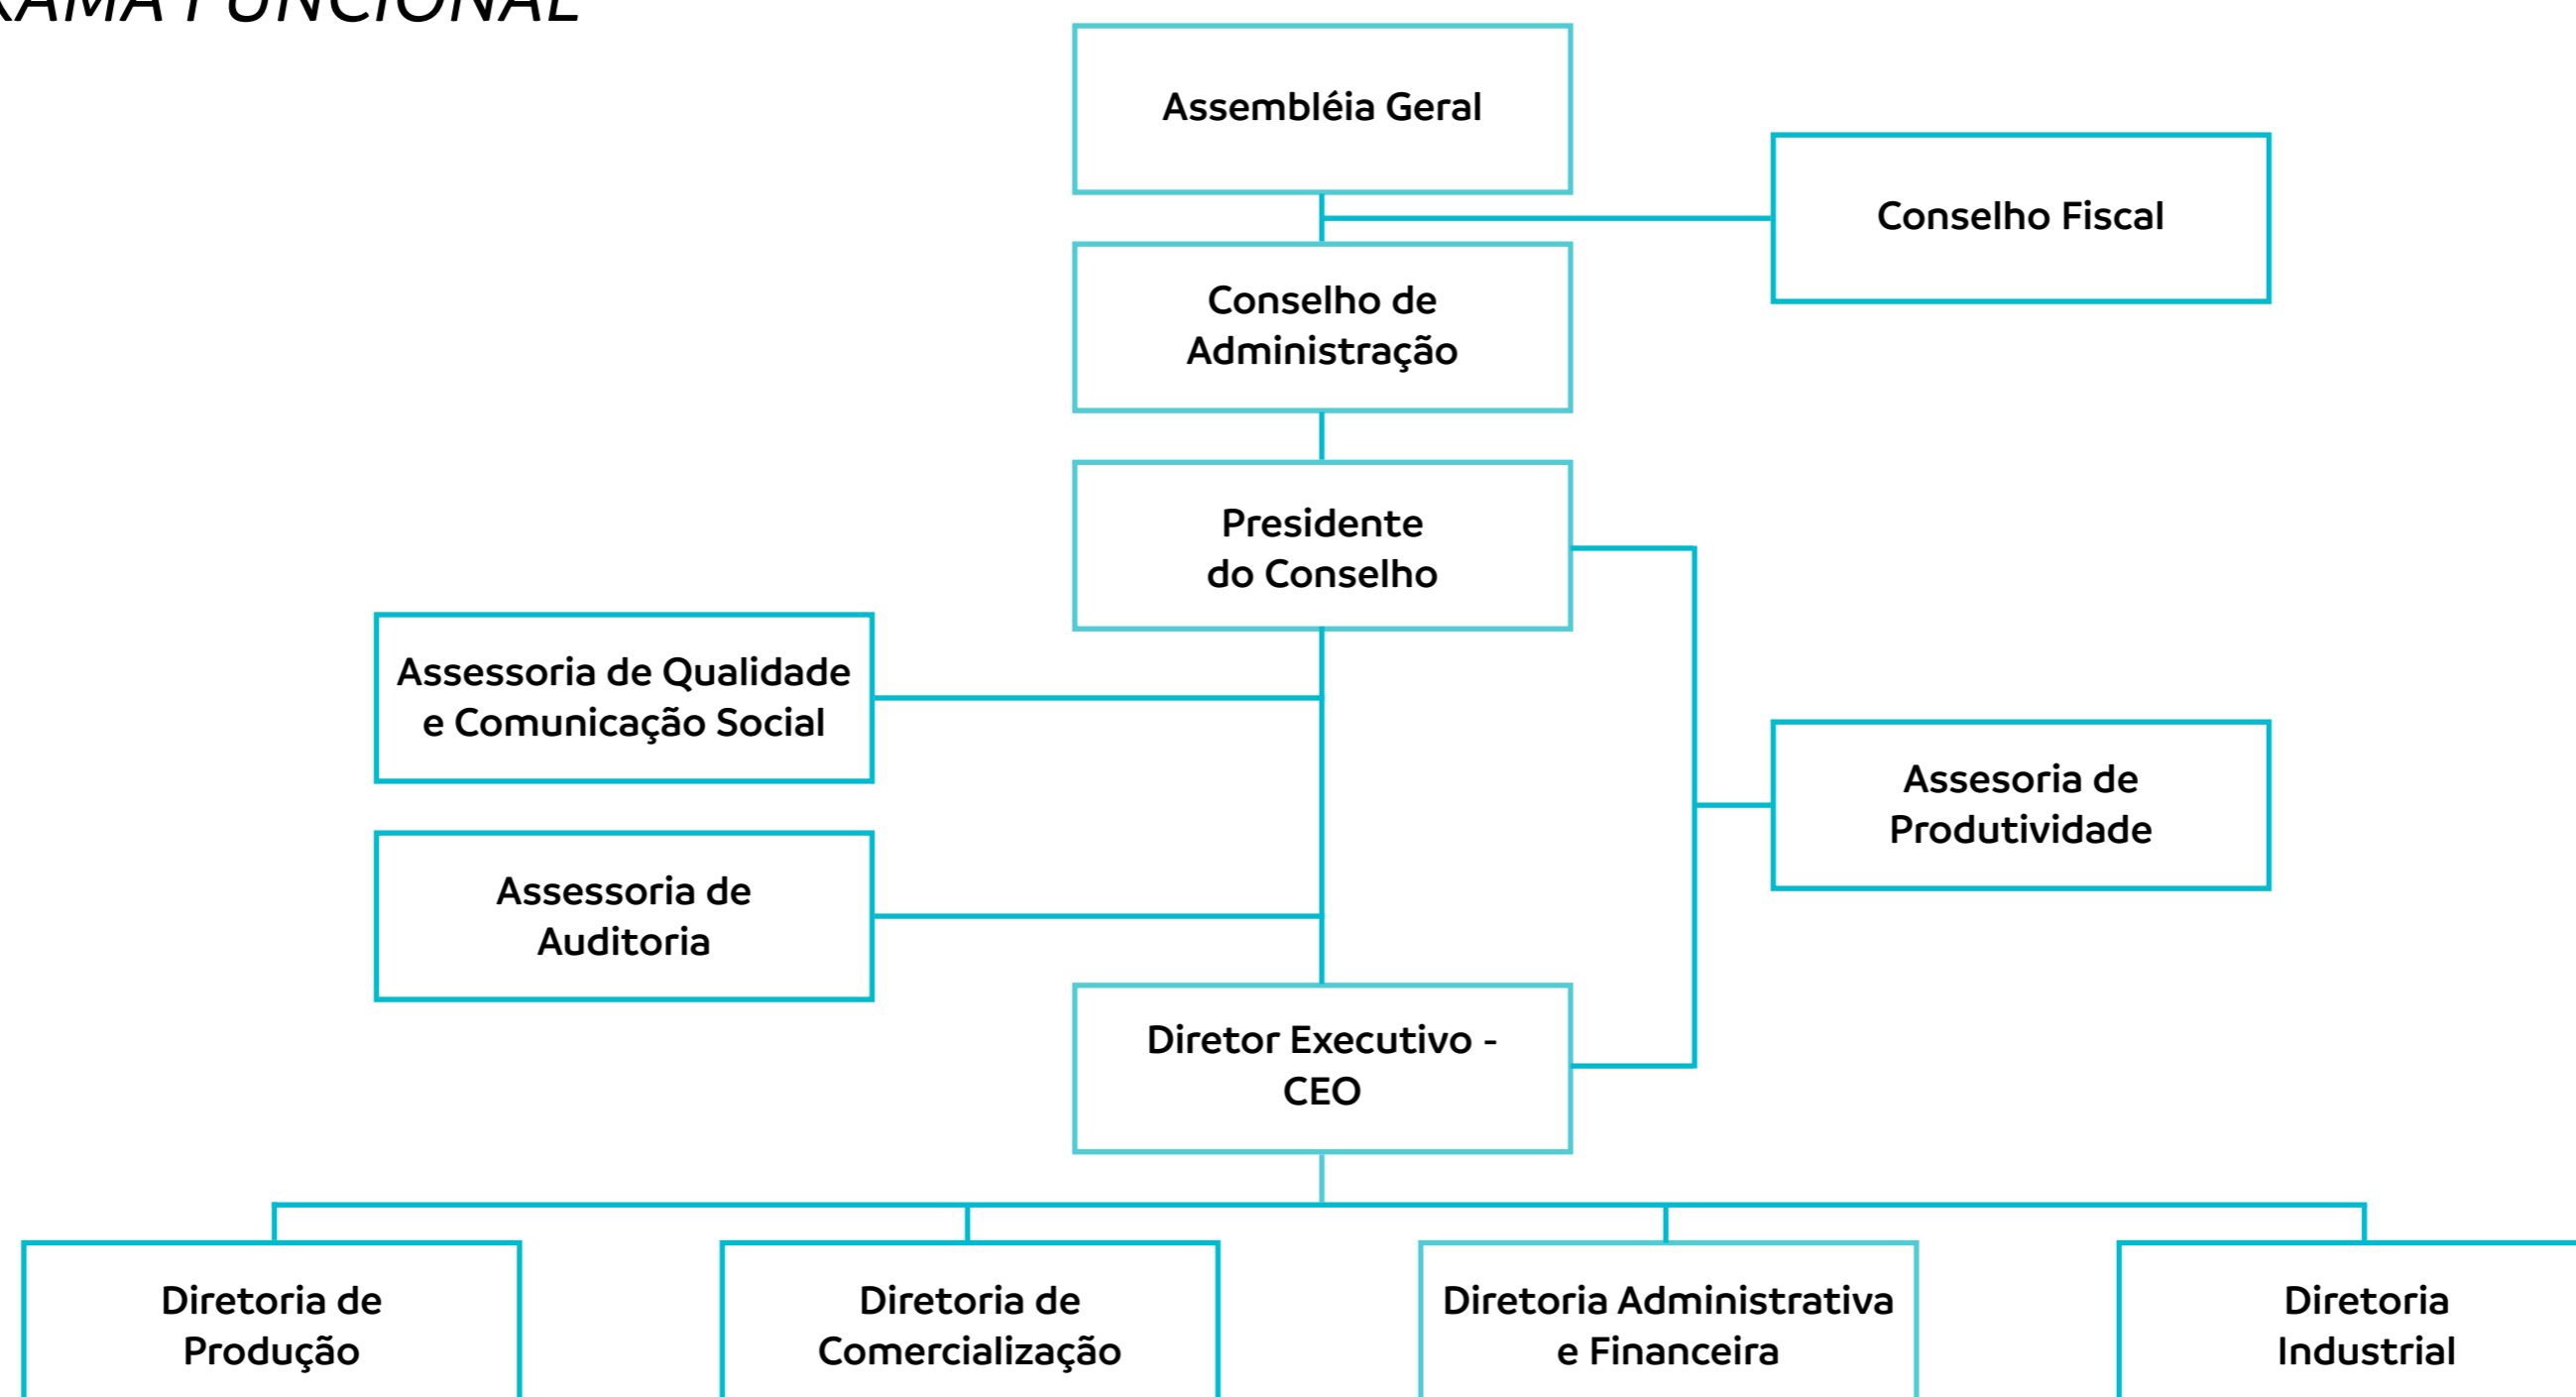 FUNCIONAL
Assembléia Geral
Conselho Fiscal
Conselho de
Administração
Presidente
do Conselho
Assessoria de Qualidade
e Comunicação Social
Assesoria de
Produtividade
Assessoria de
Auditoria
Diretor Executivo -
CEO
Diretoria de
Produção
Diretoria de
Comercialização
Diretoria Administrativa
e Financeira
Diretoria
Industrial